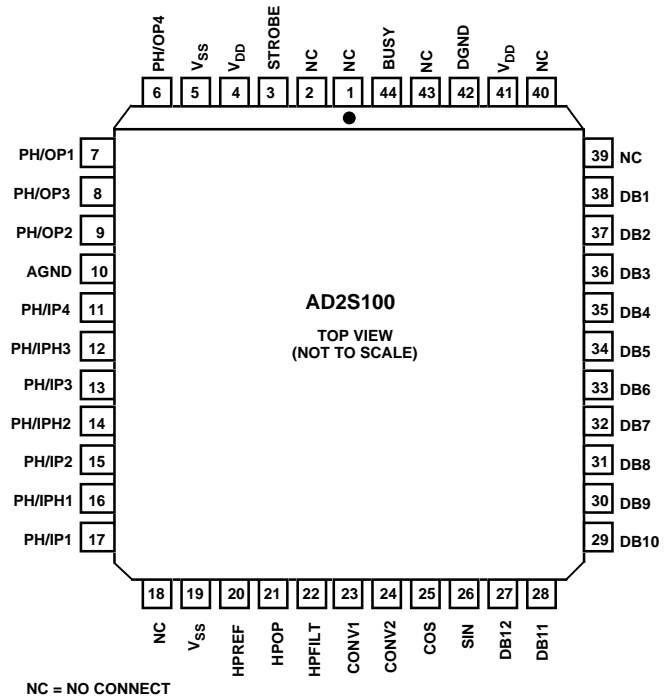 PH/OP4 VSS VDD STROBE NC NC BUSY NC DGND VDD NC
6 5 4 3 2 1 44 43 42 41 40
PH/OP1 7
PH/OP3 8
PH/OP2 9
AGND 10
PH/IP4 11
PH/IPH3 12
PH/IP3 13
PH/IPH2 14
PH/IP2 15
PH/IPH1 16
PH/IP1 17
AD2S100
TOP VIEW
(NOT TO SCALE)
39 NC
38 DB1
37 DB2
36 DB3
35 DB4
34 DB5
33 DB6
32 DB7
31 DB8
30 DB9
29 DB10
18 19 20 21 22 23 24 25 26 27 28
NC VSS HPREF HPOP HPFILT CONV1 CONV2 COS SIN DB12 DB11
NC = NO CONNECT